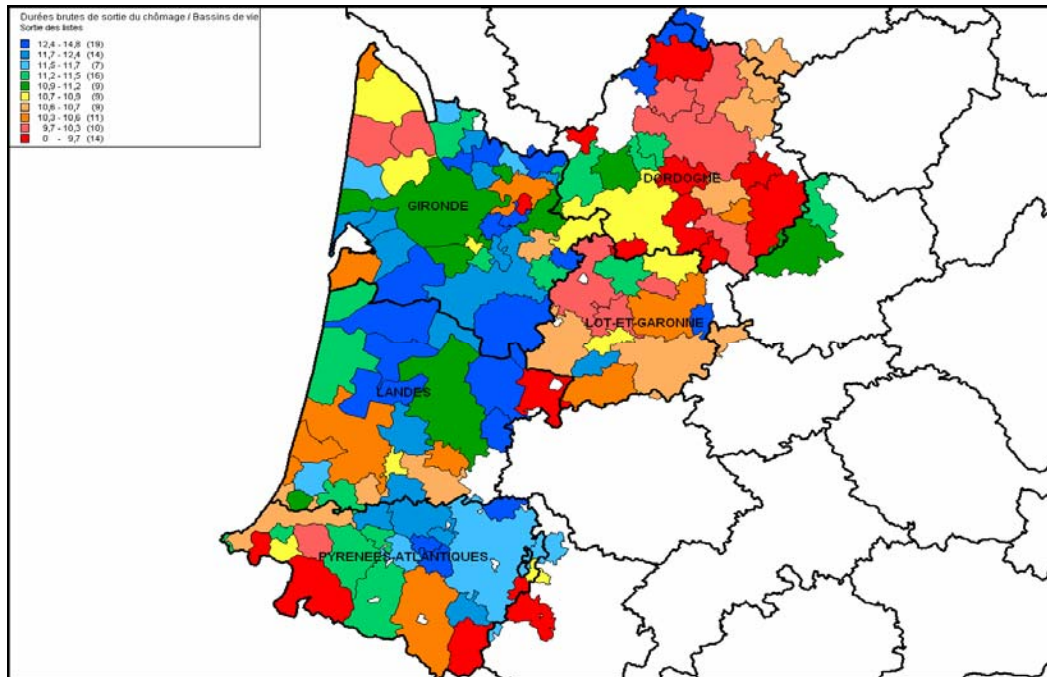 Durées brutes de sortie du chômage / Bassins de vie
Sortie des listes
12,4 - 14,8 (19)
11,7 - 12,4 (14)
11,5 - 11,7 (7)
11,2 - 11,5 (16)
10,9 - 11,2 (9)
10,7 - 10,9 (9)
10,6 - 10,7 (9)
10,3 - 10,6 (11)
9,7 - 10,3 (10)
0 - 9,7 (14)
DORDOGNE
GIRONDE
LOT-ET-GARONNE
LANDES
PYRENEES-ATLANTIQUES